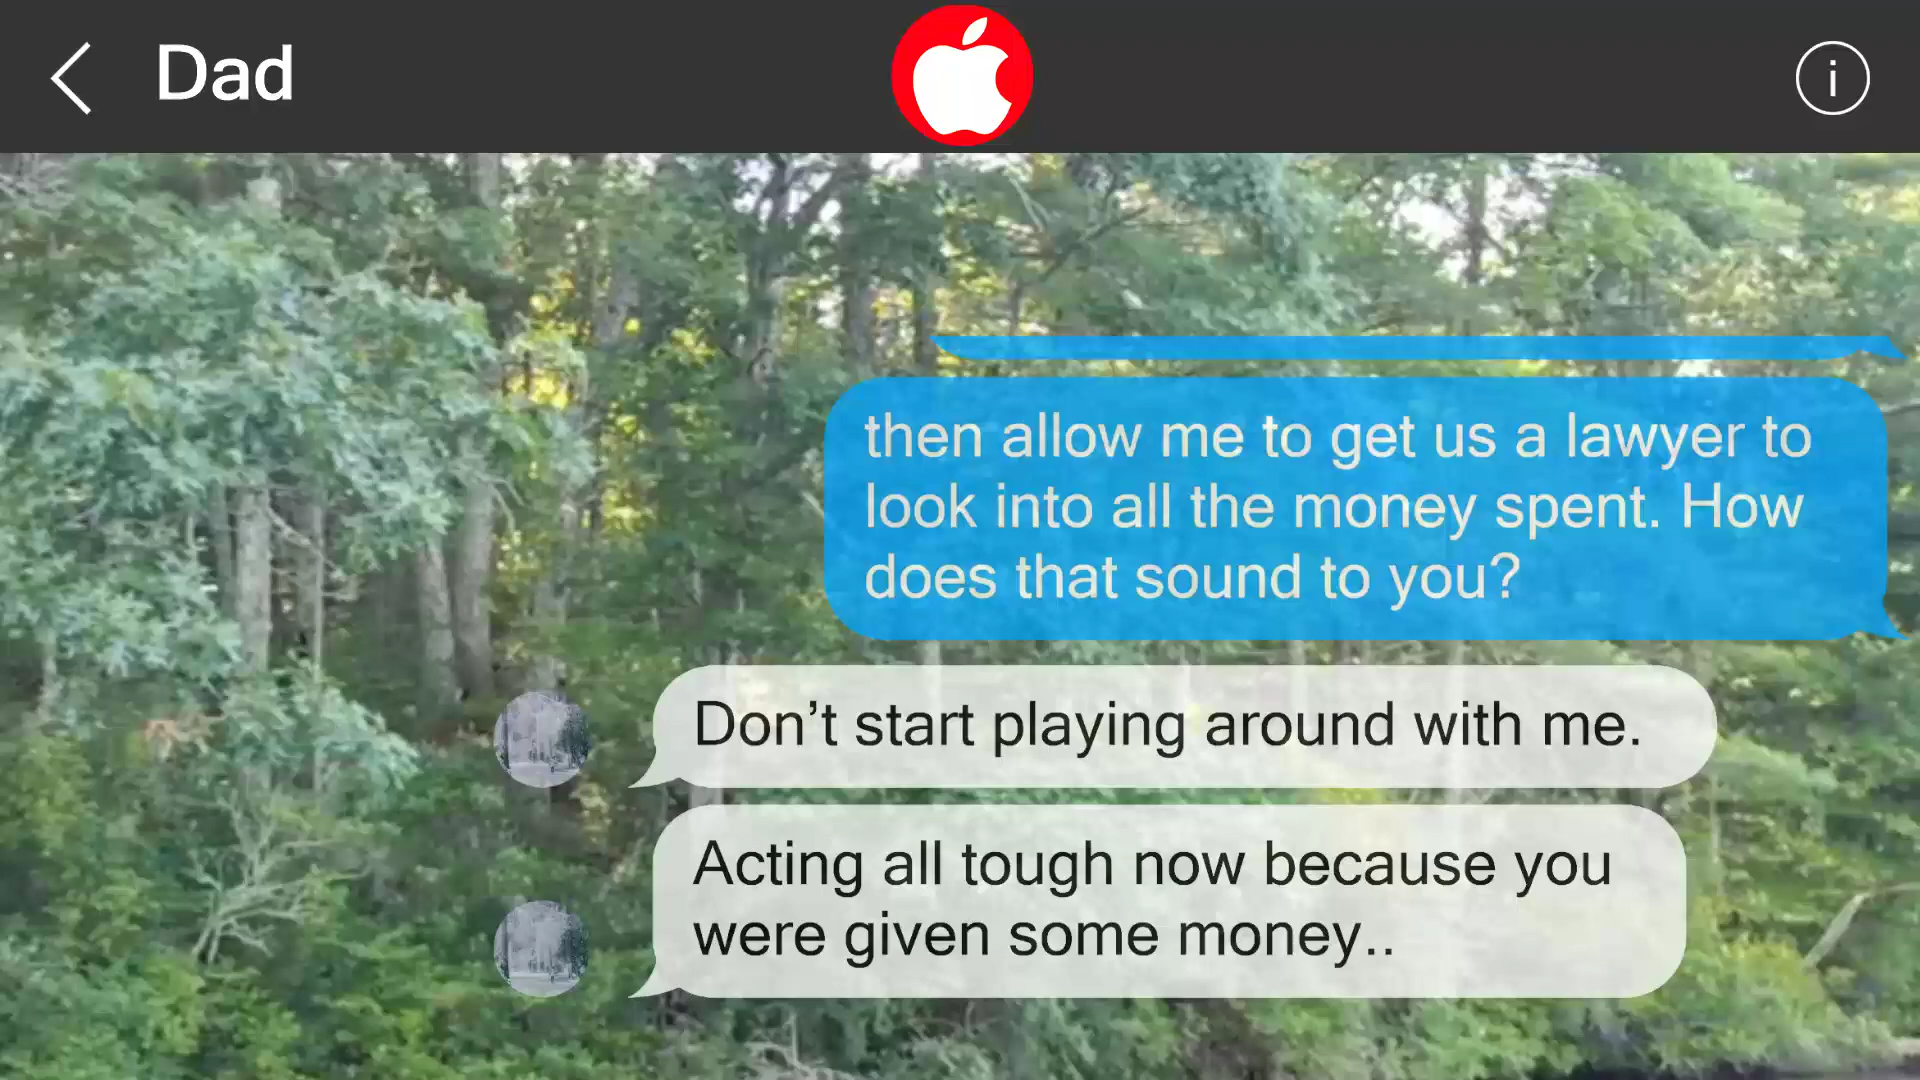 Dad
then allow me to get us a lawyer to
look into all the money spent. How
does that sound to you?
Don’t start playing around with me.
Acting all tough now because you
were given some money..